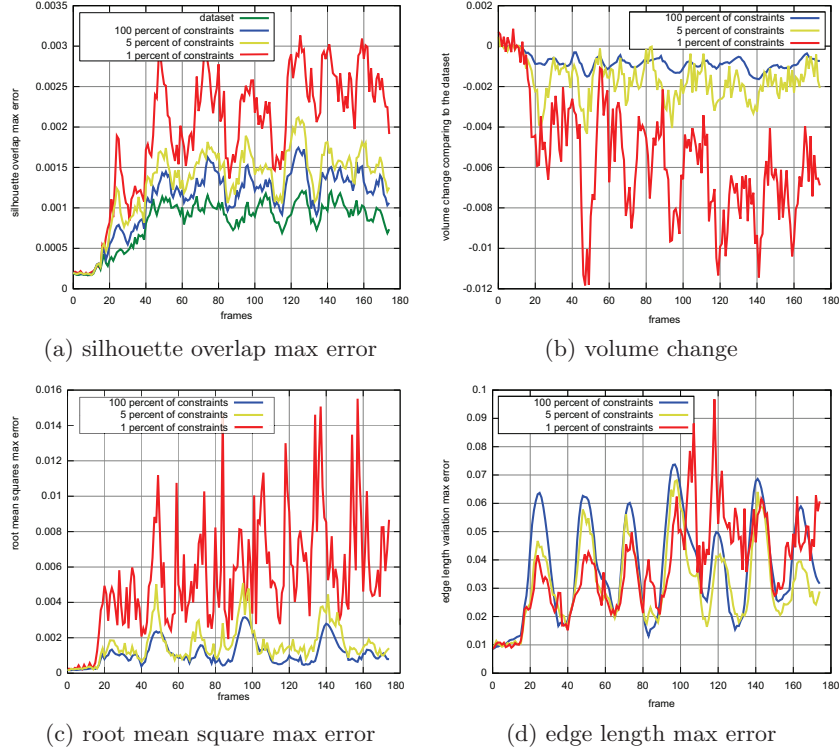 silhouette overlap max error
0.0035
0.003
0.0025
0.002
0.0015
0.001
0.0005
0
dataset
100 percent of constraints
5 percent of constraints
1 percent of constraints
0 20 40 60 80 100 120 140 160 180
frames
(a) silhouette overlap max error
volume change comparing to the dataset
0.002
0
-0.002
-0.004
-0.006
-0.008
-0.01
-0.012
100 percent of constraints
5 percent of constraints
1 percent of constraints
0 20 40 60 80 100 120 140 160 180
frames
(b) volume change
root mean squares max error
0.016
0.014
0.012
0.01
0.008
0.006
0.004
0.002
0
100 percent of constraints
5 percent of constraints
1 percent of constraints
0 20 40 60 80 100 120 140 160 180
frames
(c) root mean square max error
edge length variation max error
0.1
0.09
0.08
0.07
0.06
0.05
0.04
0.03
0.02
0.01
0
100 percent of constraints
5 percent of constraints
1 percent of constraints
0 20 40 60 80 100 120 140 160 180
frame
(d) edge length max error